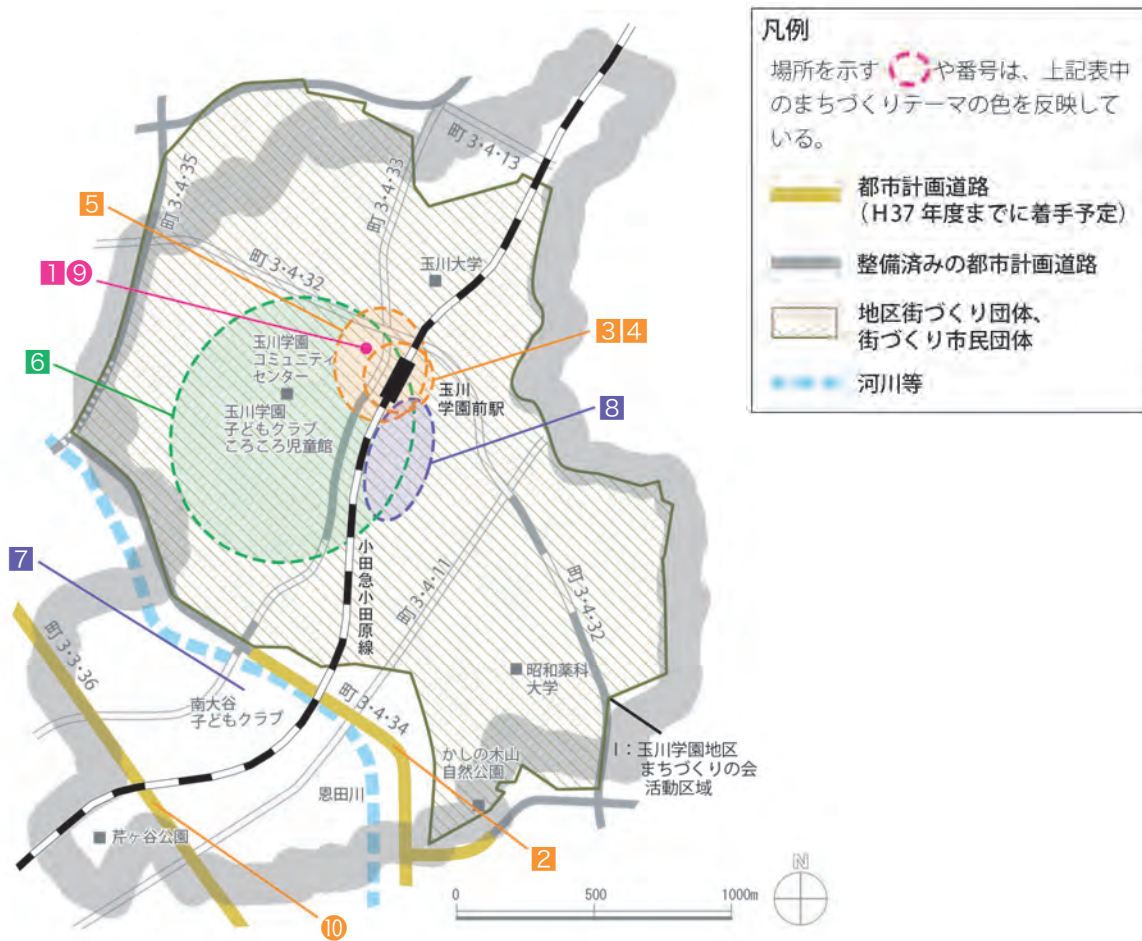 凡例
場所を示す や番号は、上記表中
のまちづくりテーマの色を反映して
いる。
都市計画道路
（H37 年度までに着手予定）
整備済みの都市計画道路
地区街づくり団体、
街づくり市民団体
河川等
町 3・4・13
町 3・4・35
町 3・4・33
5
玉川大学
1 9
町 3・4・32
3 4
玉川学園
コミュニティ
センター
6
玉川
学園前駅
8
玉川学園
子どもクラブ
ころころ児童館
7
小田急小田原線
町 3・4・11
町 3・4・32
町 3・3・36
昭和薬科
大学
南大谷
子どもクラブ
町 3・4・34
I：玉川学園地区
まちづくりの会
活動区域
かしの木山
自然公園
恩田川
芹ヶ谷公園
2
10
0 500 1000m
N